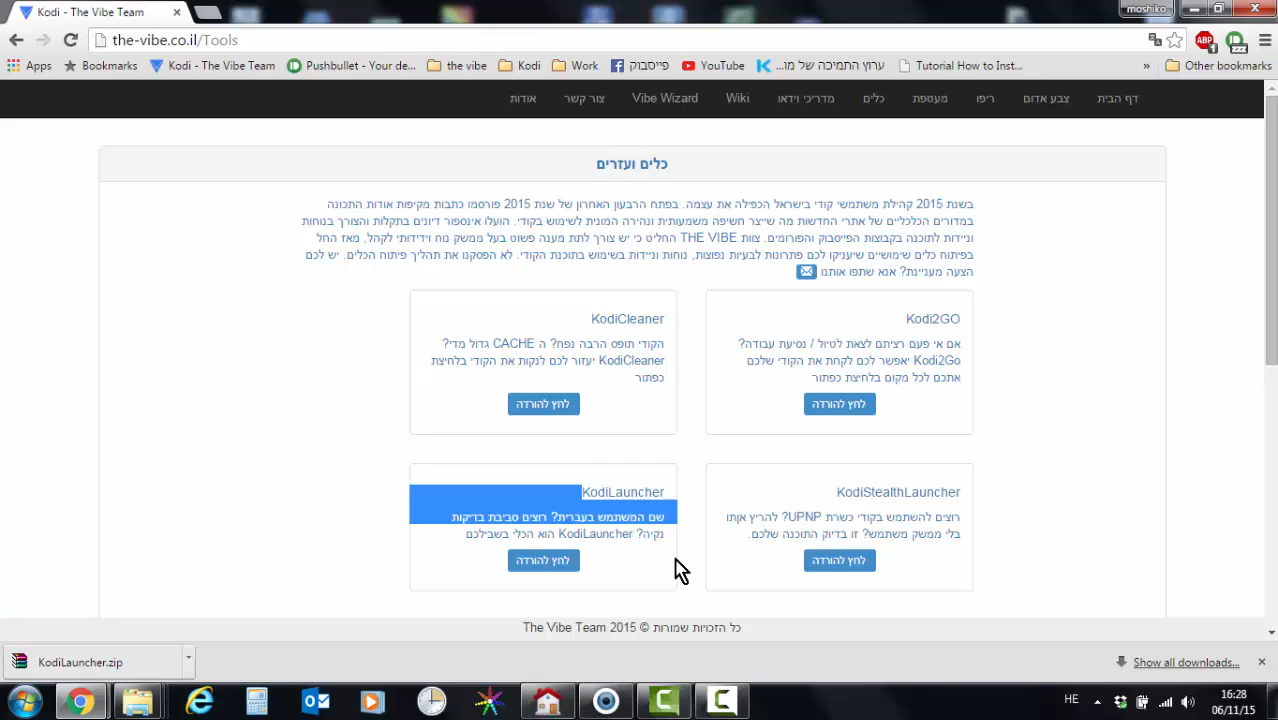 Kodi - The Vibe Team
moshiko
the-vibe.co.il/Tools
ABP
1
Apps
Bookmarks
Kodi - The Vibe Team
Pushbullet - Your de...
the vibe
Kodi
Work
פייסבוק
YouTube
ערוץ התמיכה של מו...
Tutorial How to Inst...
»
Other bookmarks
דף הבית
צבע אדום
ריפו
מעטפת
כלים
מדריכי וידאו
Wiki
Vibe Wizard
צור קשר
אודות
כלים ועזרים
בשנת 2015 קהילת משתמשי קודי בישראל הכפילה את עצמה. בפתח הרבעון האחרון של שנת 2015 פורסמו כתבות מקיפות אודות התכונה
במדורים הכלכליים של אתרי החדשות מה שייצר חשיפה משמעותית ונהירה המונית לשימוש בקודי. הועלו אינספור דיונים בתקלות והצורך בנוחות
וניידות לתוכנה בקבוצות הפייסבוק והפורומים. צוות THE VIBE החליט כי יש צורך לתת מענה פשוט בעל ממשק נוח וידידותי לקהל, מאז החל
בפיתוח כלים שימושיים שיעניקו לכם פתרונות לבעיות נפוצות, נוחות וניידות בשימוש בתוכנת הקודי. לא הפסקנו את תהליך פיתוח הכלים. יש לכם
הצעה מעניינת? אנא שתפו אותנו
Kodi2GO
אם אי פעם רציתם לצאת לטיול / נסיעת עבודה?
Kodi2Go יאפשר לכם לקחת את הקודי שלכם
אתכם לכל מקום בלחיצת כפתור
לחץ להורדה
KodiCleaner
הקודי תופס הרבה נפח? ה CACHE גדול מדי?
KodiCleaner יעזור לכם לנקות את הקודי בלחיצת
כפתור
לחץ להורדה
KodiStealthLauncher
רוצים להשתמש בקודי כשרת UPNP? להריץ אןתו
בלי ממשק משתמש? זו בדיוק התוכנה שלכם.
לחץ להורדה
KodiLauncher
שם המשתמש בעברית? רוצים סביבת בדיקות
נקיה? KodiLauncher הוא הכלי בשבילכם
לחץ להורדה
כל הזכויות שמורות © The Vibe Team 2015
KodiLauncher.zip
Show all downloads...
HE
16:28
06/11/15